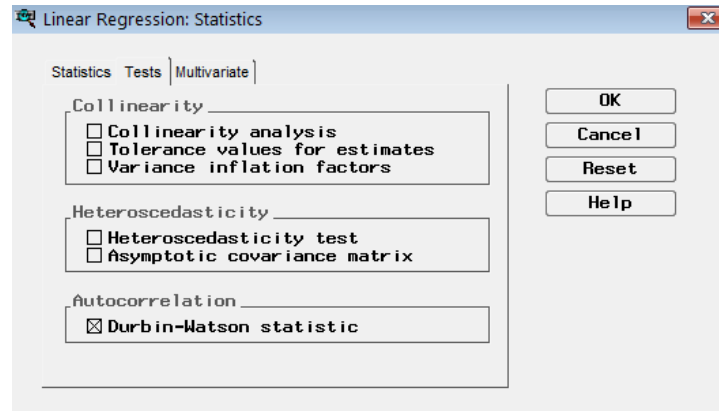 Linear Regression: Statistics
Statistics Tests Multivariate
Collinearity
Collinearity analysis
Tolerance values for estimates
Variance inflation factors
Heteroscedasticity
Heteroscedasticity test
Asymptotic covariance matrix
Autocorrelation
Durbin-Watson statistic
OK
Cancel
Reset
Help